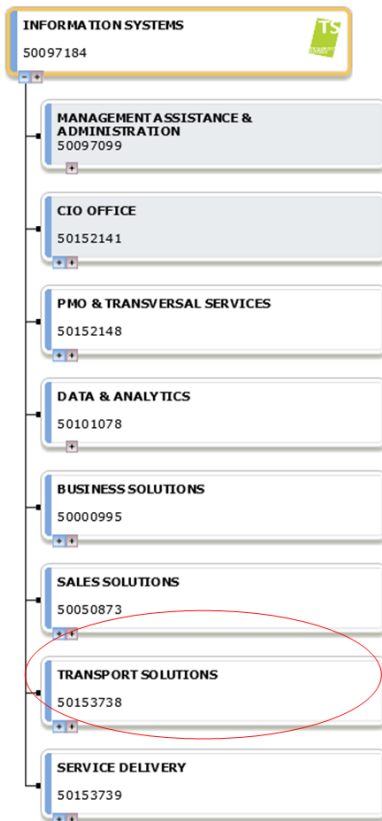 INFORMATION SYSTEMS
TS
50097184
MANAGEMENT ASSISTANCE &
ADMINISTRATION
50097099
CIO OFFICE
50152141
PMO & TRANSVERSAL SERVICES
50152148
DATA & ANALYTICS
50101078
BUSINESS SOLUTIONS
50000995
SALES SOLUTIONS
50050873
TRANSPORT SOLUTIONS
50153738
SERVICE DELIVERY
50153739